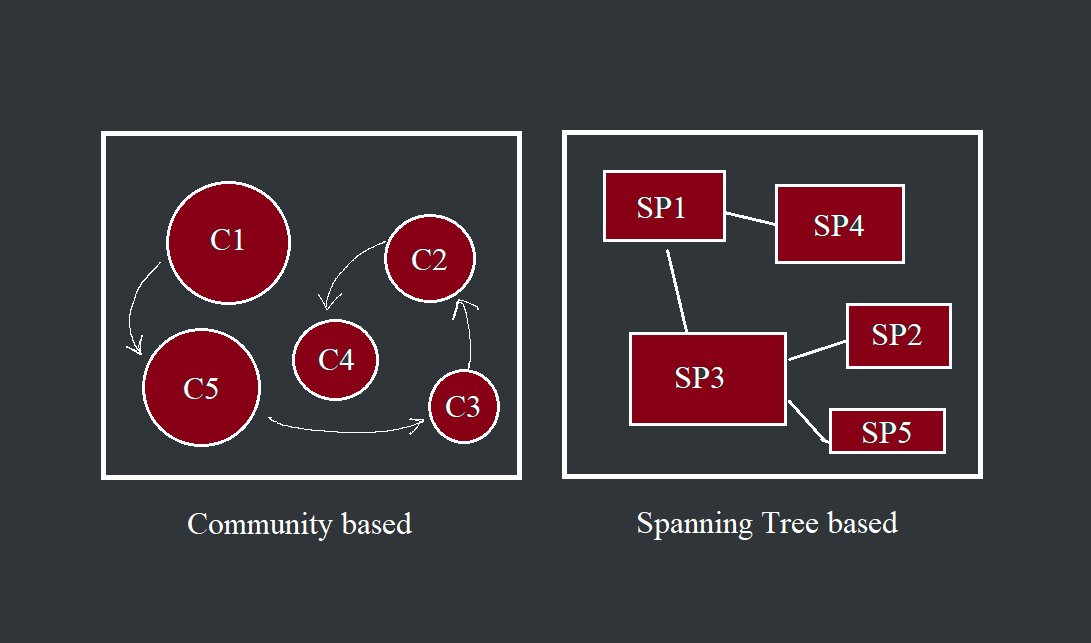 C1
C2
C4
C5
C3
Community based
SP1
SP4
SP2
SP3
SP5
Spanning Tree based